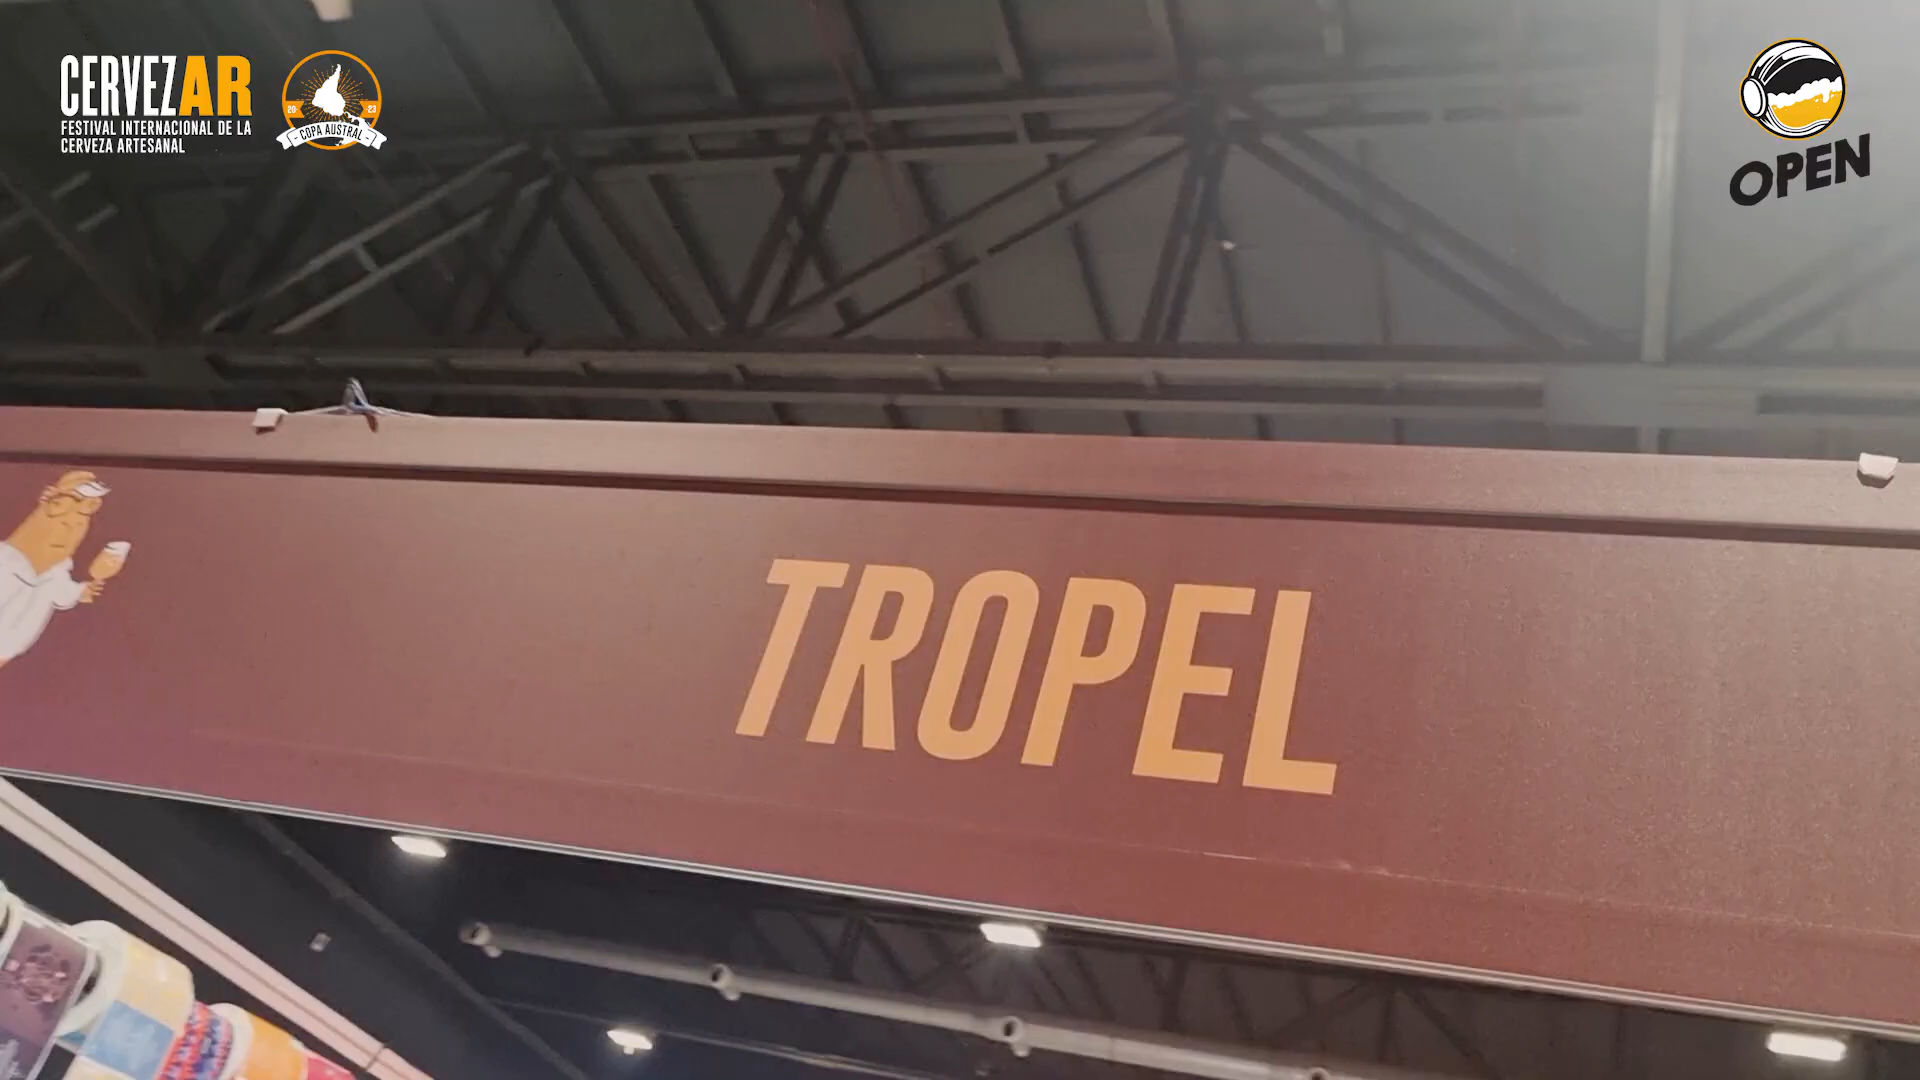 CERVEZAR
FESTIVAL INTERNACIONAL DE LA
CERVEZA ARTESANAL
20 23
COPA AUSTRAL
OPEN
TROPEL